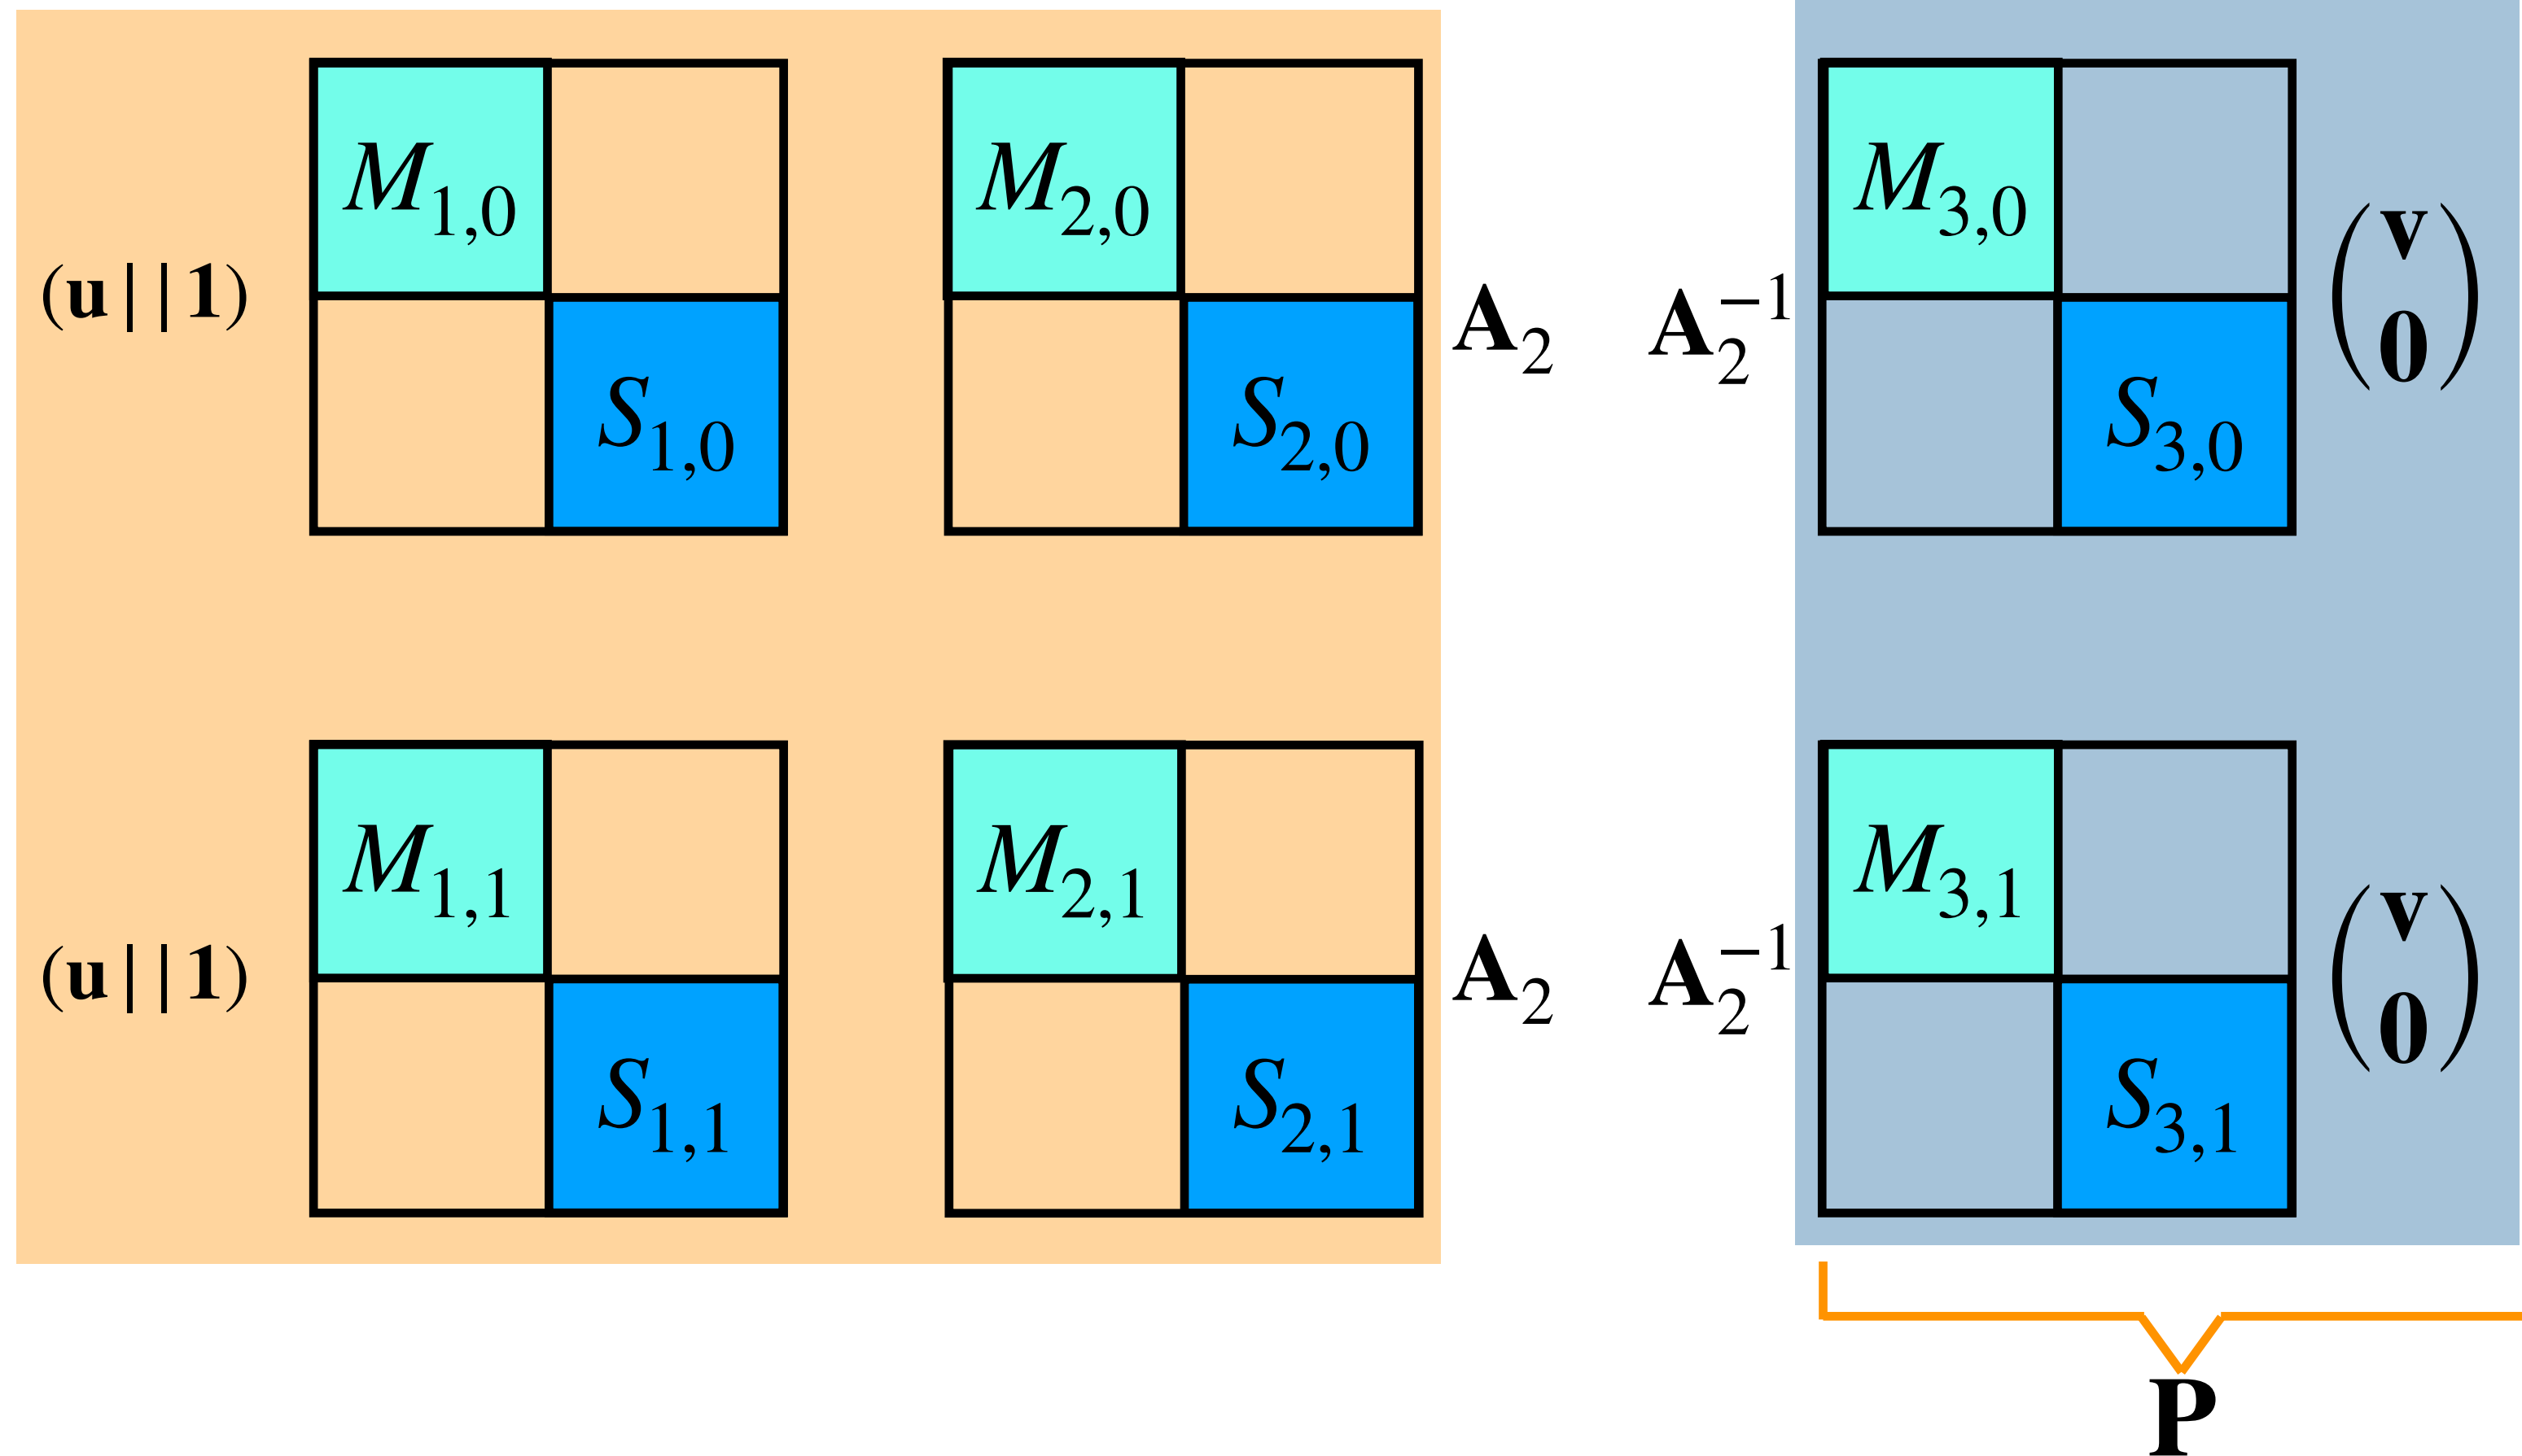 M1,0 M2,0 M3,0
(u||1) A2 A2^−1 (v 0)
S1,0 S2,0 S3,0
M1,1 M2,1 M3,1
(u||1) A2 A2^−1 (v 0)
S1,1 S2,1 S3,1
P